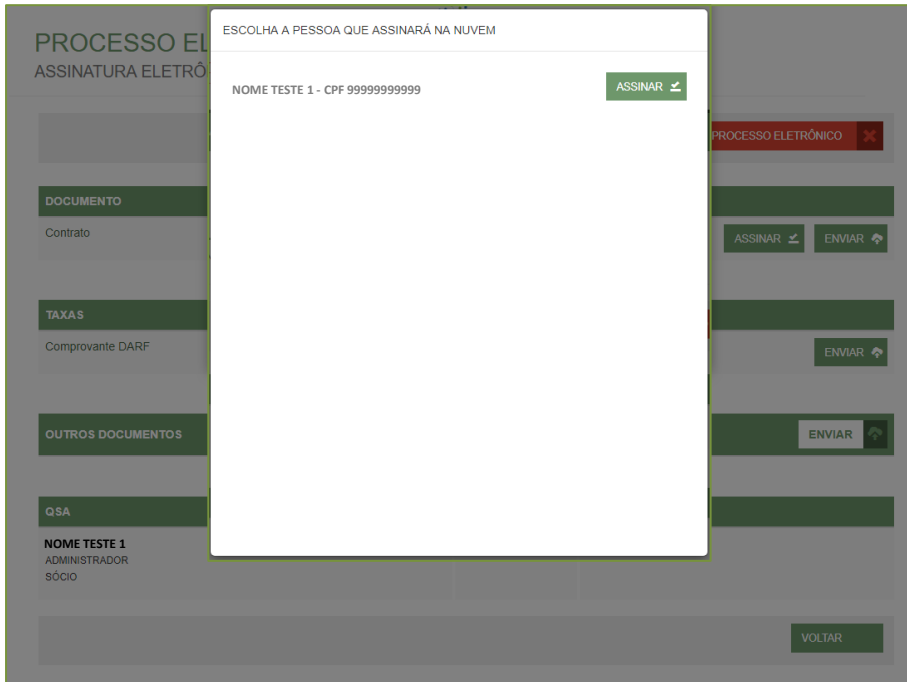 ESCOLHA A PESSOA QUE ASSINARÁ NA NUVEM
NOME TESTE 1 - CPF 99999999999
ASSINAR
PROCESSO EL
ASSINATURA ELETRÔ
PROCESSO ELETRÔNICO
DOCUMENTO
Contrato
ASSINAR
ENVIAR
TAXAS
Comprovante DARF
ENVIAR
OUTROS DOCUMENTOS
ENVIAR
QSA
NOME TESTE 1
ADMINISTRADOR
SÓCIO
VOLTAR